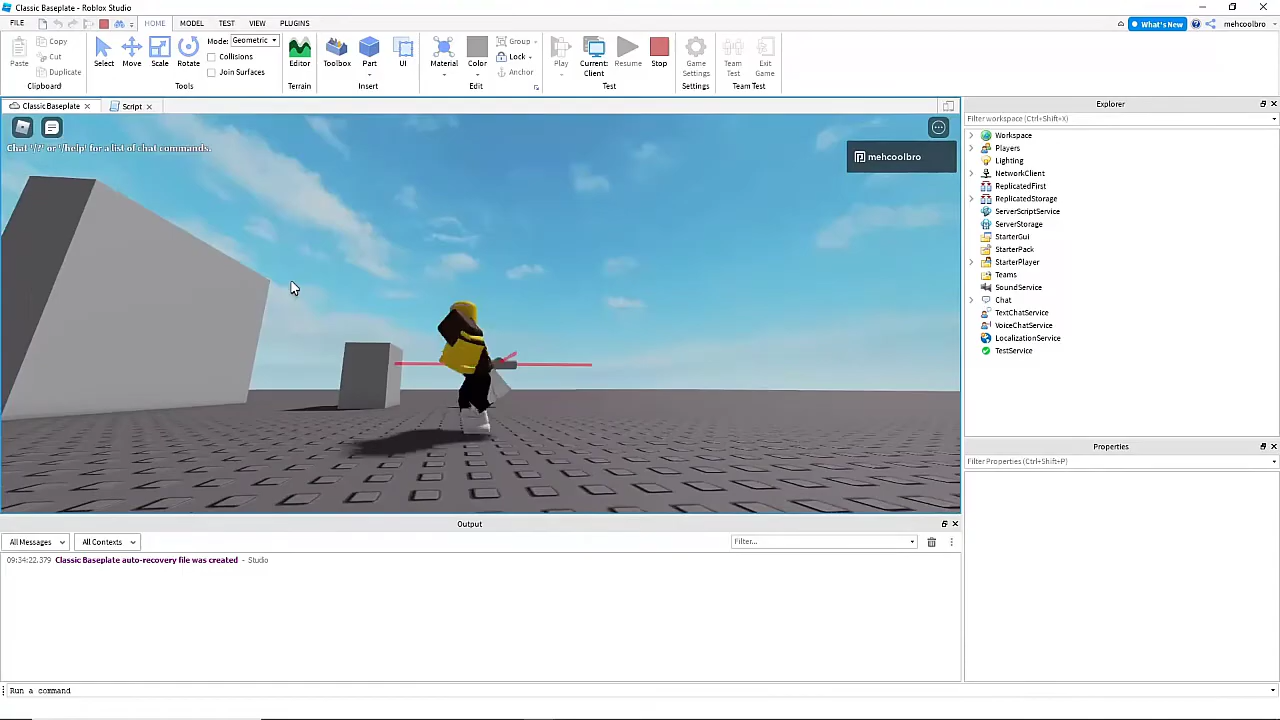 Classic Baseplate - Roblox Studio
FILE HOME MODEL TEST VIEW PLUGINS What's New mehcoolbro
Paste Copy Cut Duplicate Clipboard
Select Move Scale Rotate Mode: Geometric Collisions Join Surfaces Tools
Editor Terrain
Toolbox Part UI Insert
Material Color Group Lock Anchor Edit
Play Current: Client Resume Stop Test
Game Settings Settings
Team Test Exit Game Team Test
Classic Baseplate Script
Chat '/?' or '/help' for a list of chat commands.
mehcoolbro
Explorer
Filter workspace (Ctrl+Shift+X)
Workspace
Players
Lighting
NetworkClient
ReplicatedFirst
ReplicatedStorage
ServerScriptService
ServerStorage
StarterGui
StarterPack
StarterPlayer
Teams
SoundService
Chat
TextChatService
VoiceChatService
LocalizationService
TestService
Properties
Filter Properties (Ctrl+Shift+P)
Output
All Messages All Contexts Filter...
09:34:22.379 Classic Baseplate auto-recovery file was created - Studio
Run a command